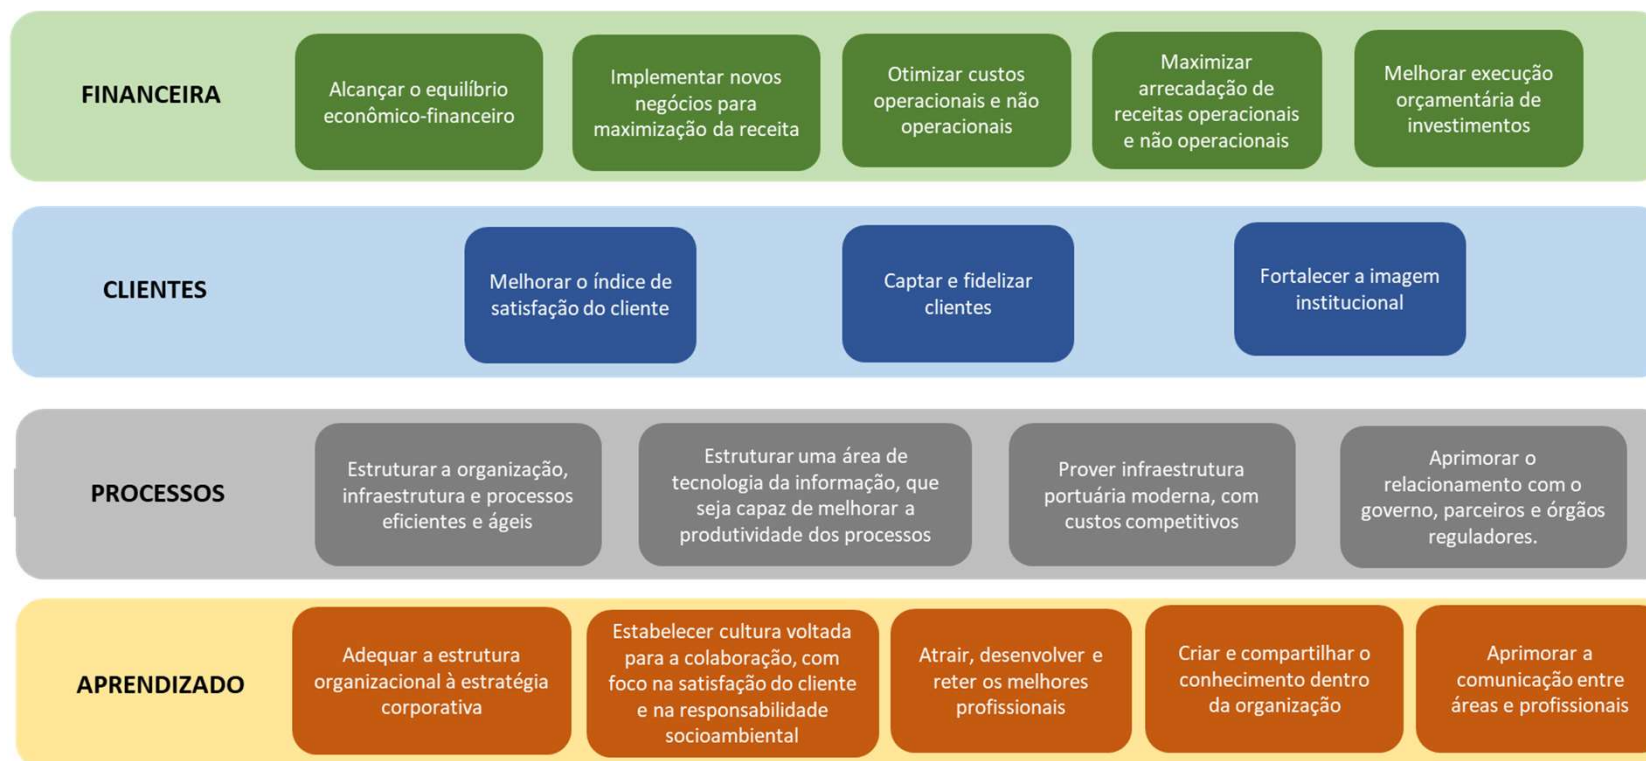 FINANCEIRA
Alcançar o equilíbrio
econômico-financeiro
Implementar novos
negócios para
maximização da receita
Otimizar custos
operacionais e não
operacionais
Maximizar
arrecadação de
receitas operacionais
e não operacionais
Melhorar execução
orçamentária de
investimentos
CLIENTES
Melhorar o índice de
satisfação do cliente
Captar e fidelizar
clientes
Fortalecer a imagem
institucional
PROCESSOS
Estruturar a organização,
infraestrutura e processos
eficientes e ágeis
Estruturar uma área de
tecnologia da informação, que
seja capaz de melhorar a
produtividade dos processos
Prover infraestrutura
portuária moderna, com
custos competitivos
Aprimorar o
relacionamento com o
governo, parceiros e órgãos
reguladores.
APRENDIZADO
Adequar a estrutura
organizacional à estratégia
corporativa
Estabelecer cultura voltada
para a colaboração, com
foco na satisfação do cliente
e na responsabilidade
socioambiental
Atrair, desenvolver e
reter os melhores
profissionais
Criar e compartilhar o
conhecimento dentro
da organização
Aprimorar a
comunicação entre
áreas e profissionais